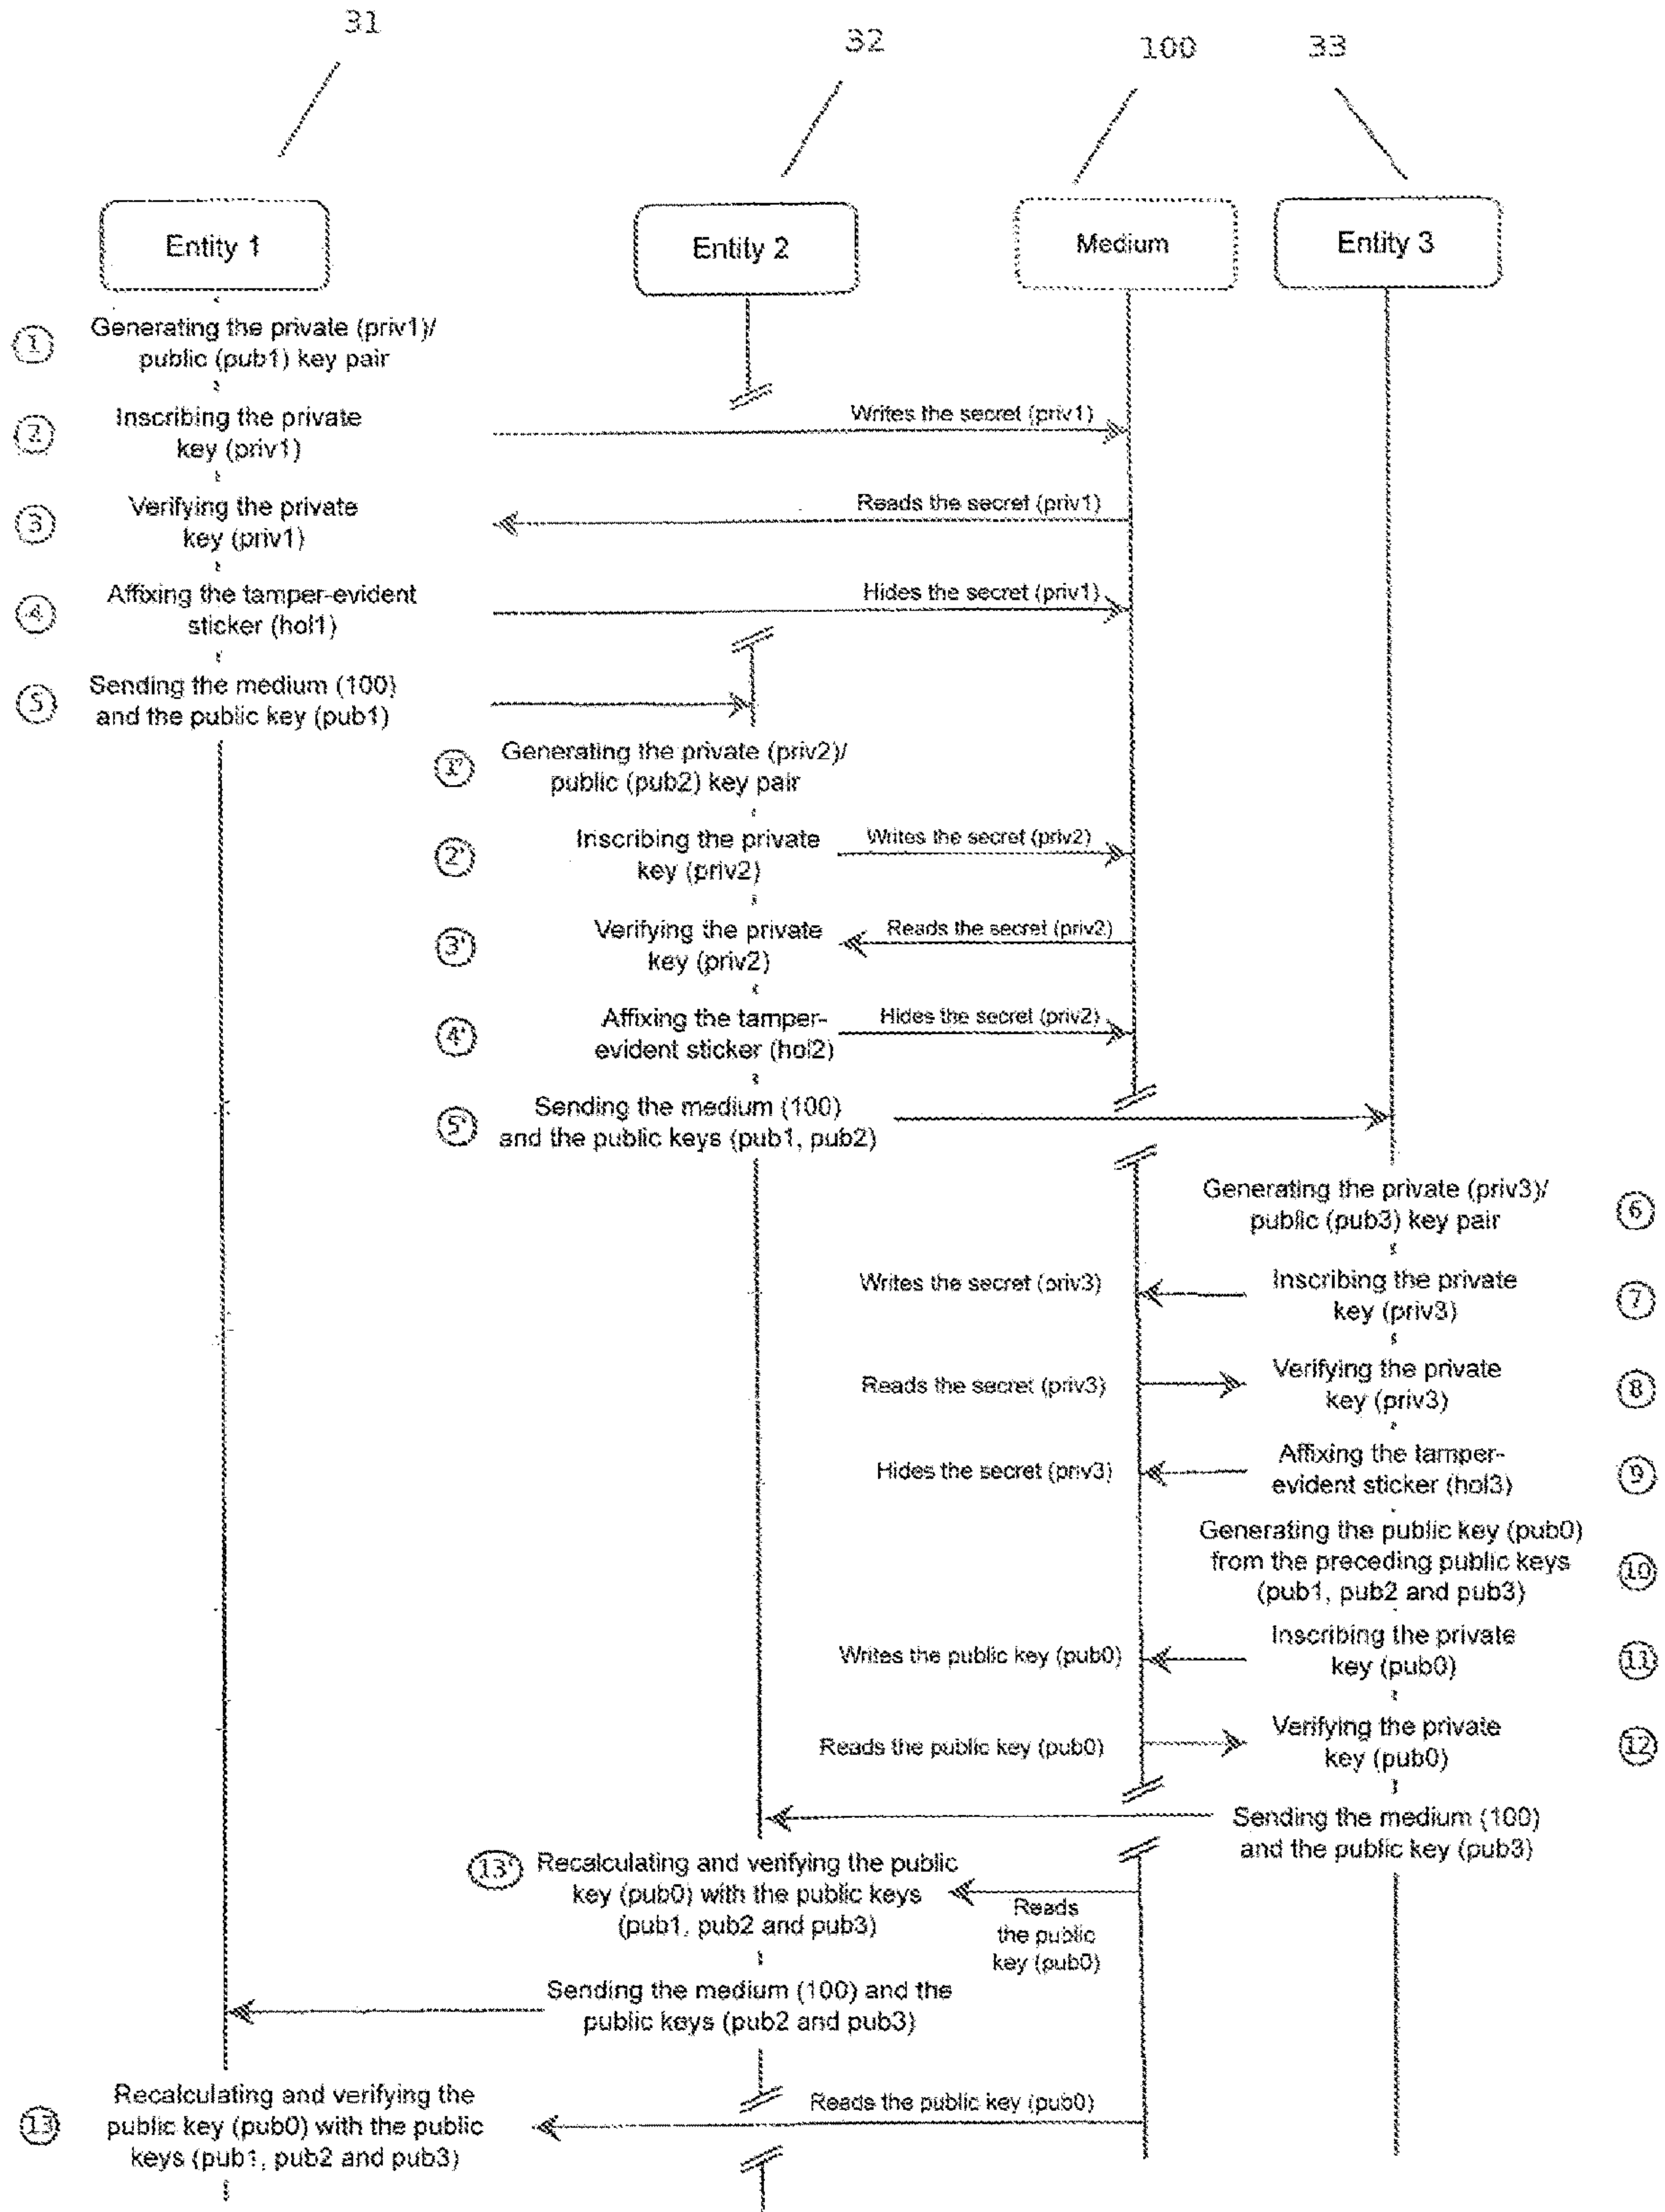 31
32
100
33
Entity 1
Entity 2
Medium
Entity 3
1
Generating the private (priv1)/
public (pub1) key pair
2
Inscribing the private
key (priv1)
Writes the secret (priv1)
3
Verifying the private
key (priv1)
Reads the secret (priv1)
4
Affixing the tamper-evident
sticker (hol1)
Hides the secret (priv1)
5
Sending the medium (100)
and the public key (pub1)
1'
Generating the private (priv2)/
public (pub2) key pair
2'
Inscribing the private
key (priv2)
Writes the secret (priv2)
3'
Verifying the private
key (priv2)
Reads the secret (priv2)
4'
Affixing the tamper-
evident sticker (hol2)
Hides the secret (priv2)
5'
Sending the medium (100)
and the public keys (pub1, pub2)
Generating the private (priv3)/
public (pub3) key pair
6
Writes the secret (priv3)
Inscribing the private
key (priv3)
7
Reads the secret (priv3)
Verifying the private
key (priv3)
8
Hides the secret (priv3)
Affixing the tamper-
evident sticker (hol3)
9
Generating the public key (pub0)
from the preceding public keys
(pub1, pub2 and pub3)
10
Writes the public key (pub0)
Inscribing the private
key (pub0)
11
Reads the public key (pub0)
Verifying the private
key (pub0)
12
Sending the medium (100)
and the public key (pub3)
13'
Recalculating and verifying the public
key (pub0) with the public keys
(pub1, pub2 and pub3)
Reads
the public
key (pub0)
Sending the medium (100) and the
public keys (pub2 and pub3)
13
Recalculating and verifying the
public key (pub0) with the public
keys (pub1, pub2 and pub3)
Reads the public key (pub0)